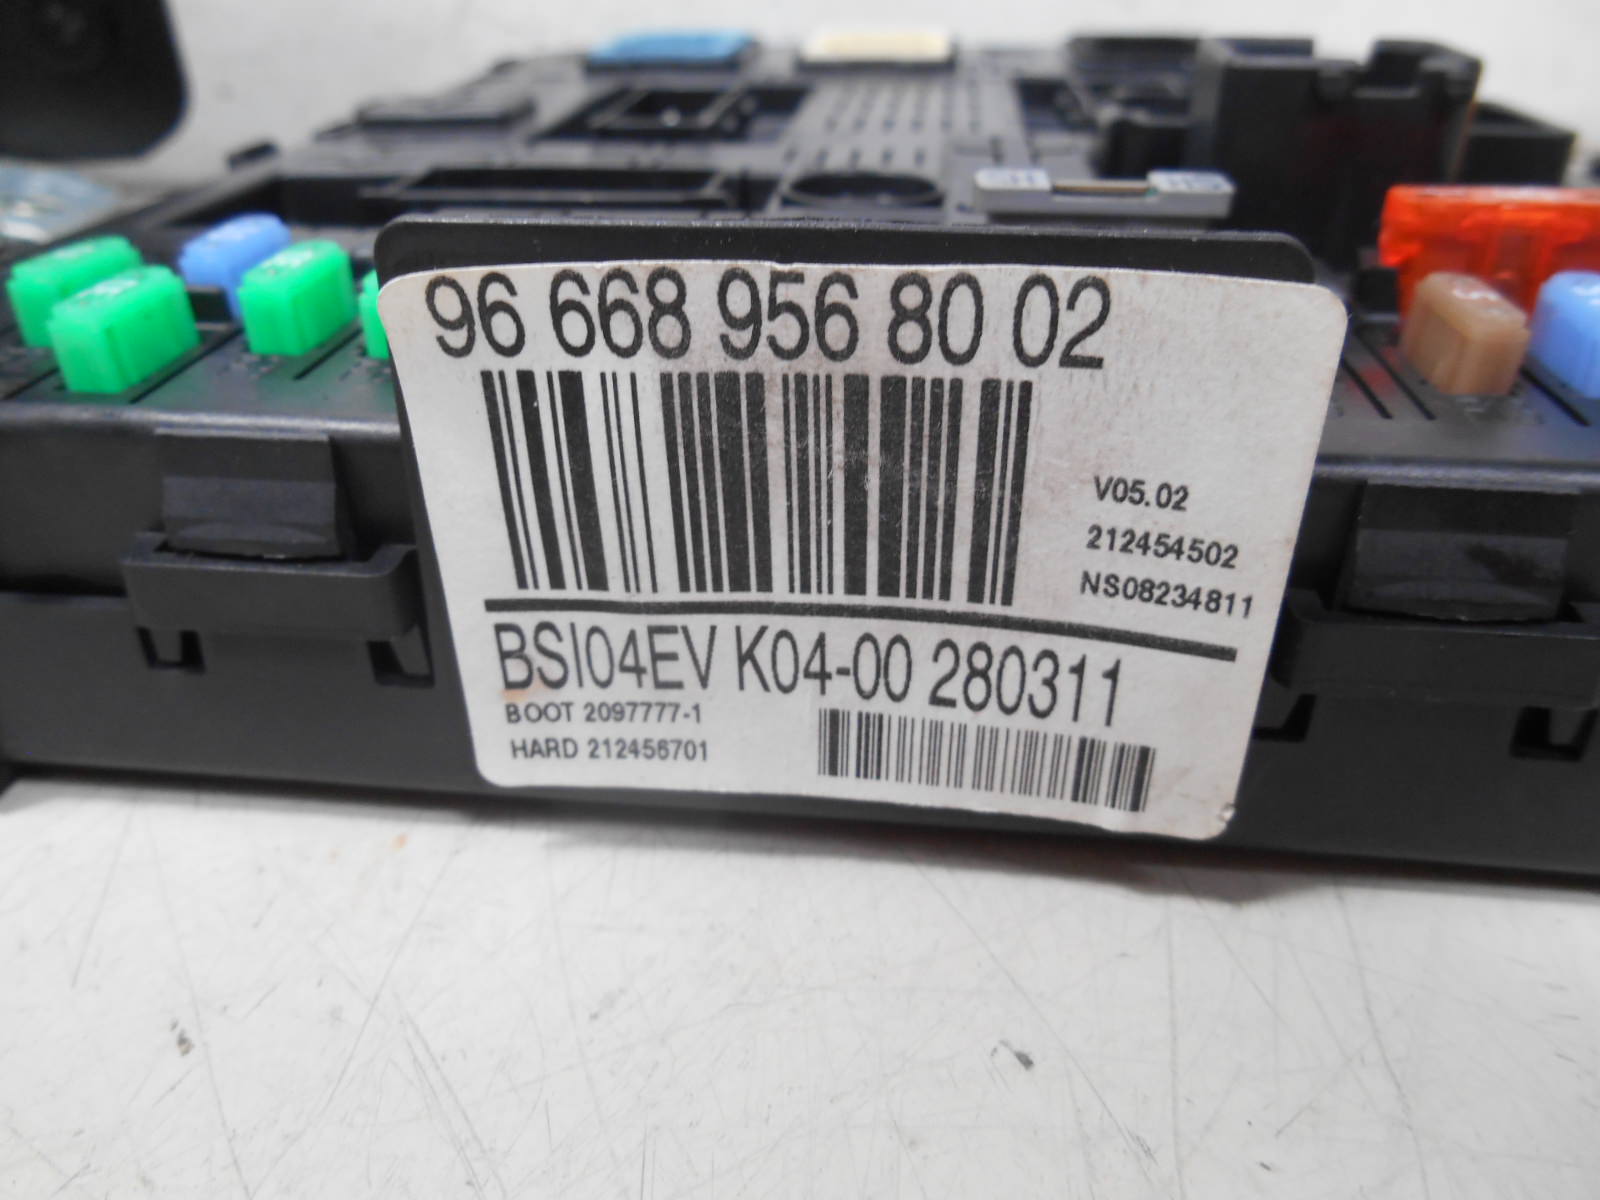 96 668 956 80 02
V05.02
212454502
NS08234811
BSI04EV K04-00 280311
BOOT 2097777-1
HARD 212456701